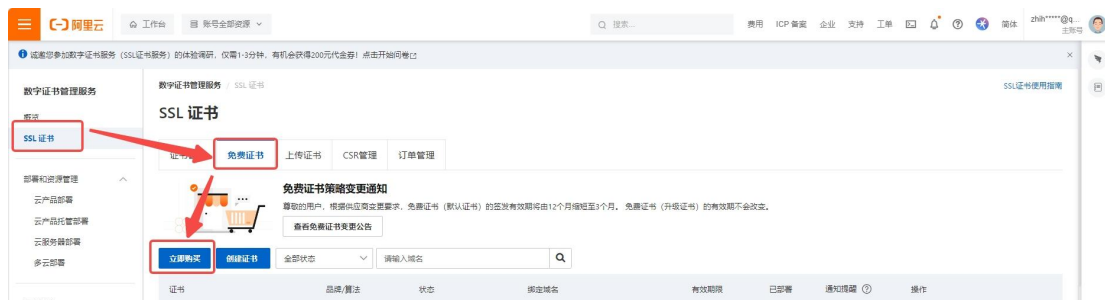 阿里云
工作台
账号全部资源
搜索...
费用 ICP 备案 企业 支持 工单 简体
zhih*****@q...
主账号
诚邀您参加数字证书服务（SSL证书服务）的体验调研，仅需1-3分钟，有机会获得200元代金券！点击开始问卷
数字证书管理服务
概览
SSL 证书
部署和资源管理
云产品部署
云产品托管部署
云服务器部署
多云部署
数字证书管理服务 / SSL 证书
SSL证书使用指南
SSL 证书
免费证书 上传证书 CSR管理 订单管理
免费证书策略变更通知
尊敬的用户，根据供应商变更要求，免费证书（默认证书）的签发有效期将由12个月缩短至3个月。 免费证书（升级证书）的有效期不会改变。
查看免费证书变更公告
立即购买 创建证书 全部状态 请输入域名
证书 品牌/算法 状态 绑定域名 有效期限 已部署 通知提醒 操作